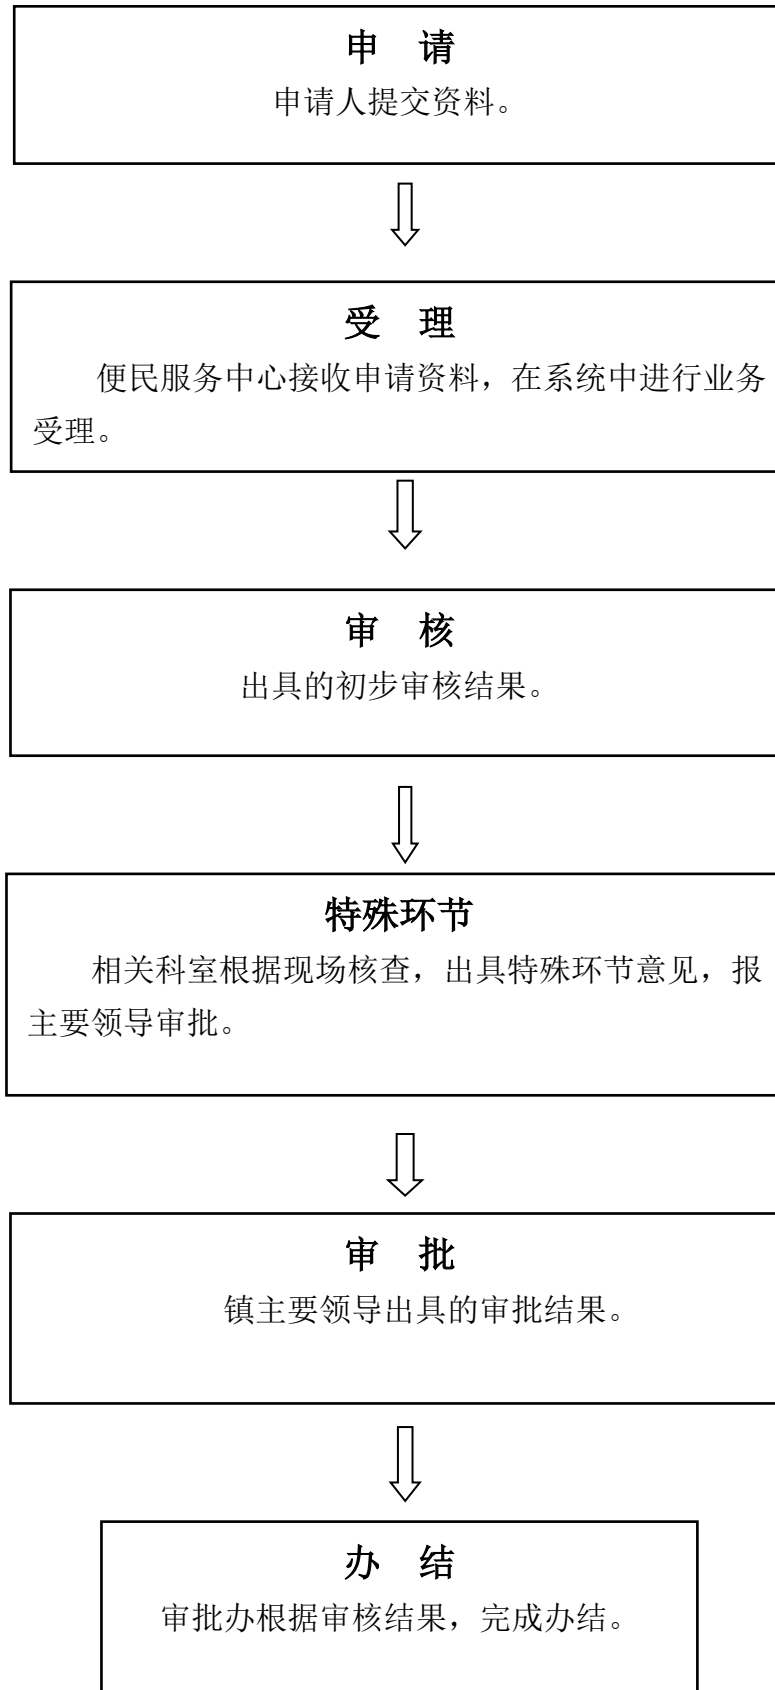 申 请
申请人提交资料。
受 理
便民服务中心接收申请资料，在系统中进行业务
受理。
审 核
出具的初步审核结果。
特殊环节
相关科室根据现场核查，出具特殊环节意见，报
主要领导审批。
审 批
镇主要领导出具的审批结果。
办 结
审批办根据审核结果，完成办结。